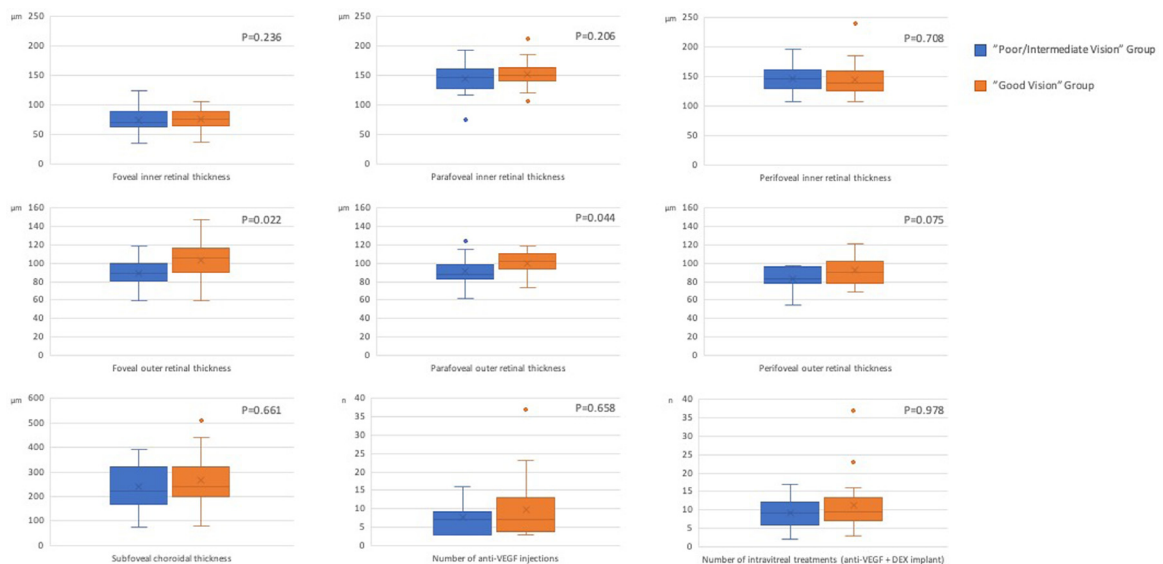 μm
250
200
150
100
50
0
P=0.236
Foveal inner retinal thickness
μm
250
200
150
100
50
0
P=0.206
Parafoveal inner retinal thickness
μm
250
200
150
100
50
0
P=0.708
Perifoveal inner retinal thickness
"Poor/Intermediate Vision" Group
"Good Vision" Group
μm
160
140
120
100
80
60
40
20
0
P=0.022
Foveal outer retinal thickness
μm
160
140
120
100
80
60
40
20
0
P=0.044
Parafoveal outer retinal thickness
μm
160
140
120
100
80
60
40
20
0
P=0.075
Perifoveal outer retinal thickness
μm
600
500
400
300
200
100
0
P=0.661
Subfoveal choroidal thickness
n
40
35
30
25
20
15
10
5
0
P=0.658
Number of anti-VEGF injections
n
40
35
30
25
20
15
10
5
0
P=0.978
Number of intravitreal treatments (anti-VEGF + DEX implant)